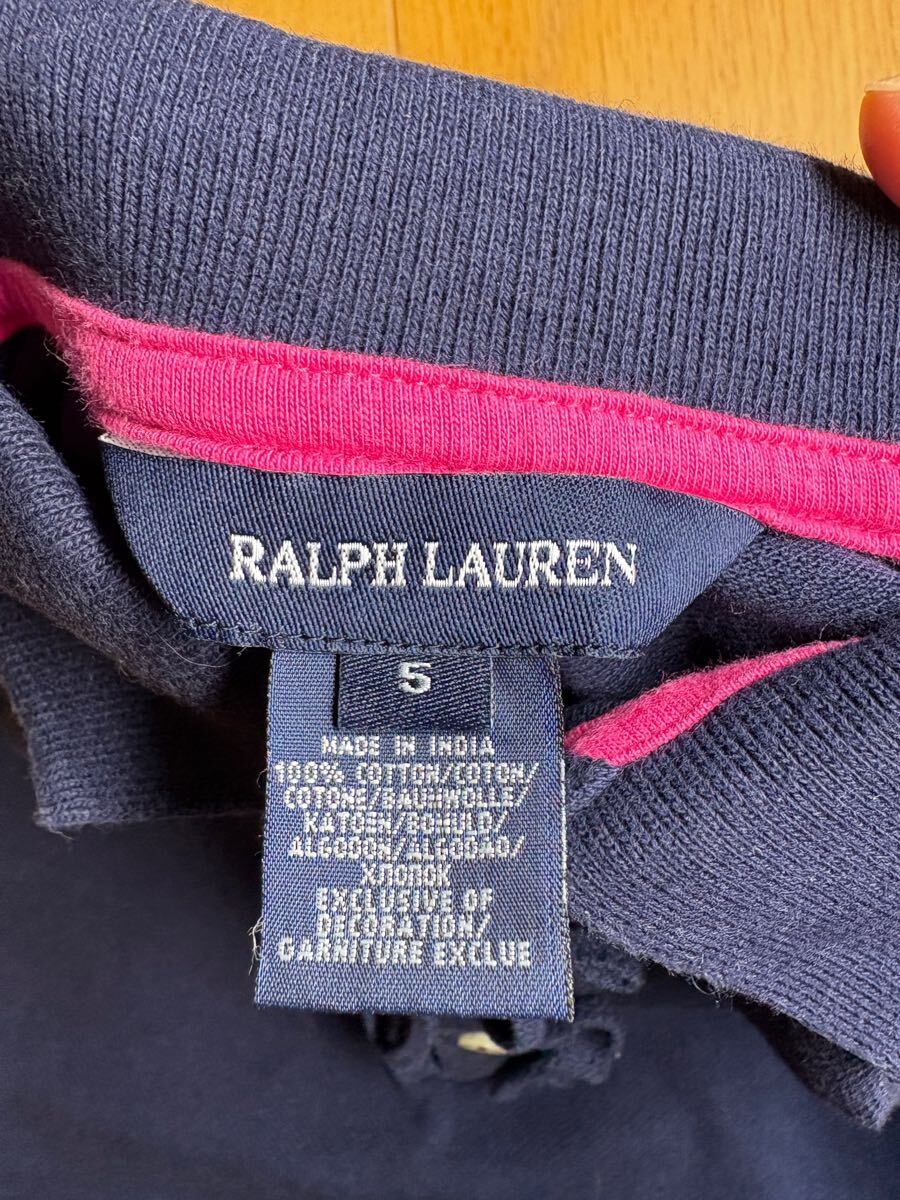 RALPH LAUREN
5
MADE IN INDIA
100% COTTON/COTON/
COTONE/BAUMWOLLE/
KATOEN/BOMULD/
ALGODON/ALGODAO/
ХЛОПОК
EXCLUSIVE OF
DECORATION/
GARNITURE EXCLUE